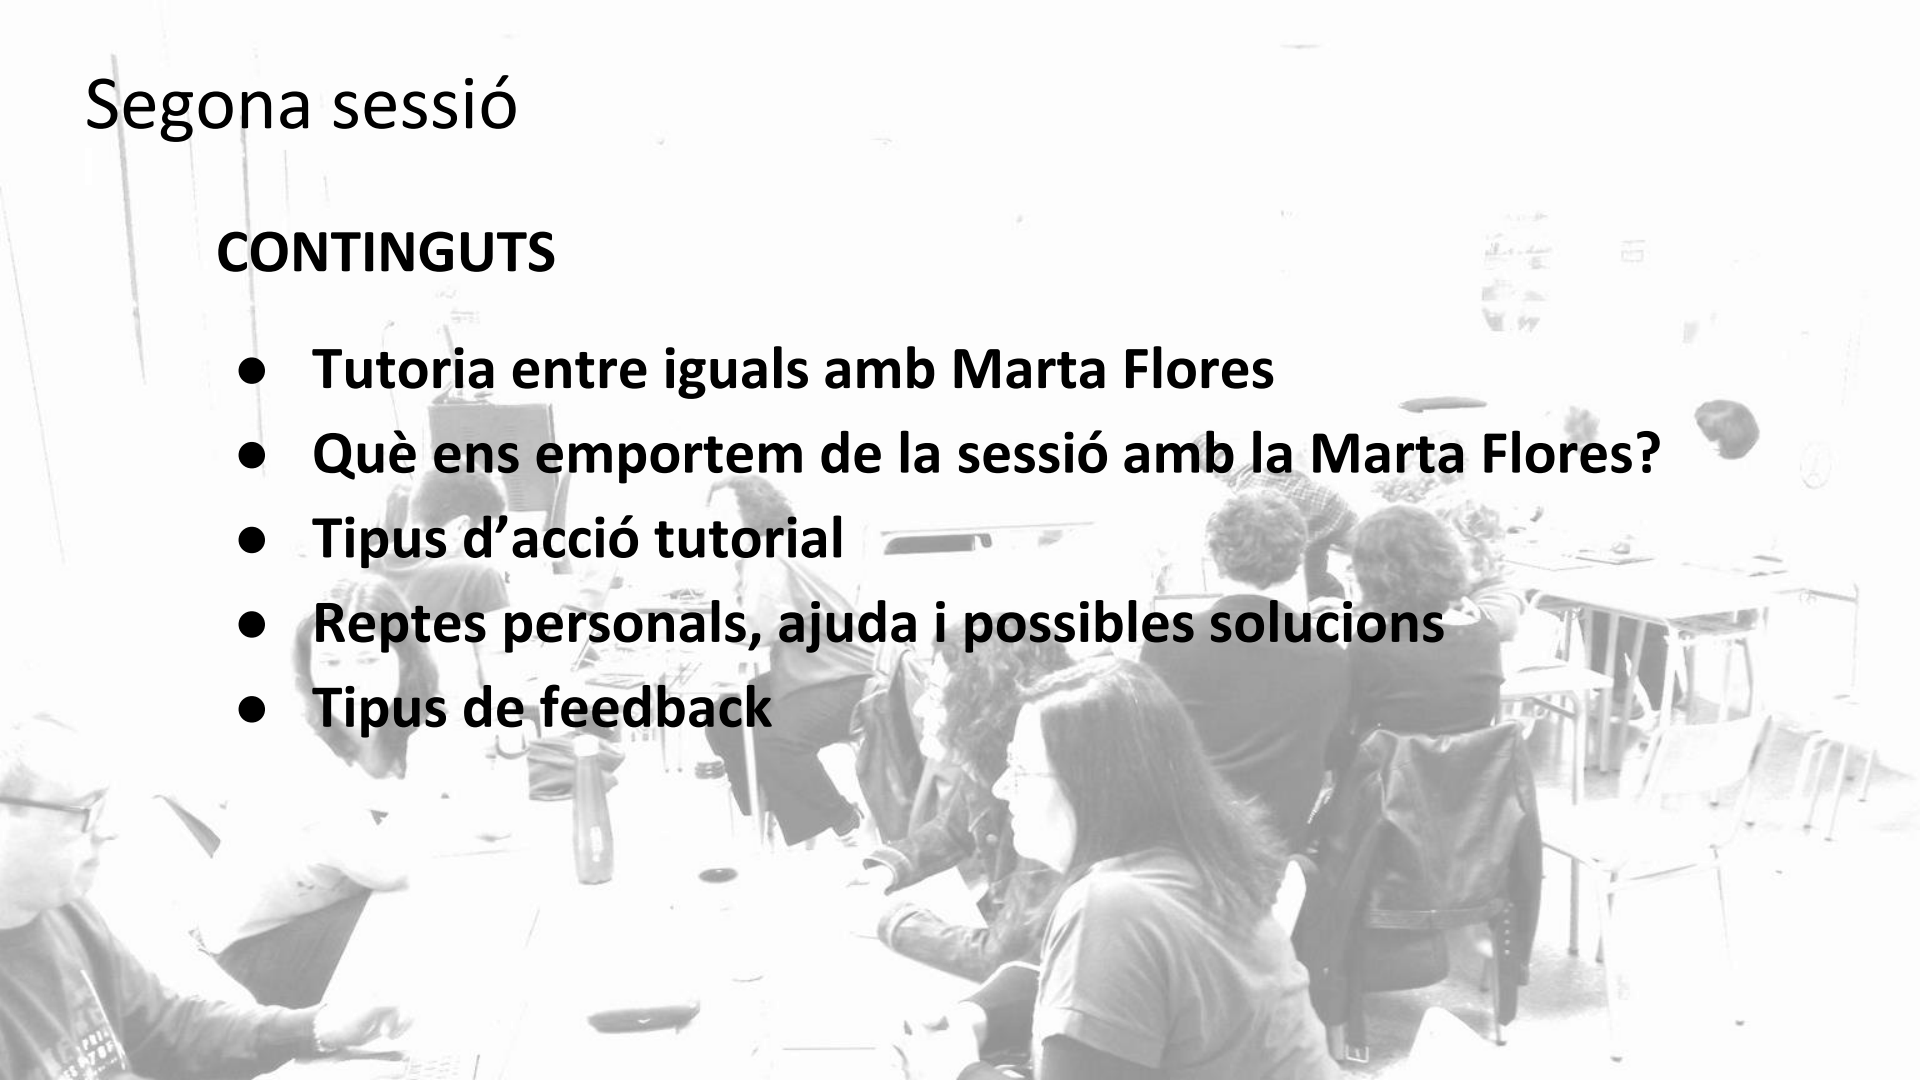 Segona sessió
CONTINGUTS
● Tutoria entre iguals amb Marta Flores
● Què ens emportem de la sessió amb la Marta Flores?
● Tipus d’acció tutorial
● Reptes personals, ajuda i possibles solucions
● Tipus de feedback